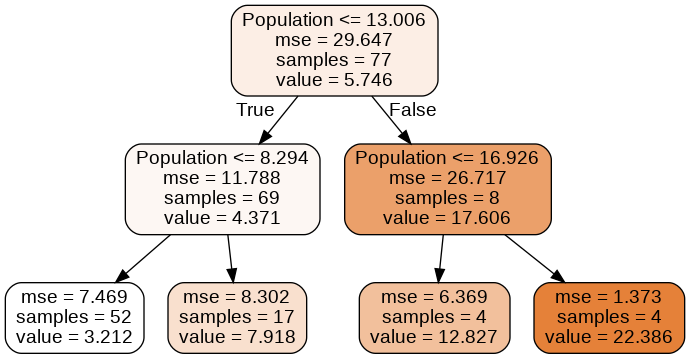 Population <= 13.006
mse = 29.647
samples = 77
value = 5.746
True
False
Population <= 8.294
mse = 11.788
samples = 69
value = 4.371
Population <= 16.926
mse = 26.717
samples = 8
value = 17.606
mse = 7.469
samples = 52
value = 3.212
mse = 8.302
samples = 17
value = 7.918
mse = 6.369
samples = 4
value = 12.827
mse = 1.373
samples = 4
value = 22.386